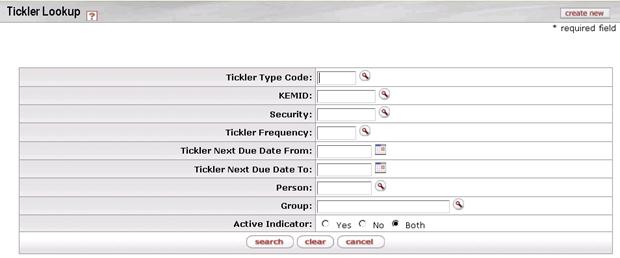 Tickler Lookup ?
create new
* required field
Tickler Type Code:
KEMID:
Security:
Tickler Frequency:
Tickler Next Due Date From:
Tickler Next Due Date To:
Person:
Group:
Active Indicator: Yes No Both
search clear cancel